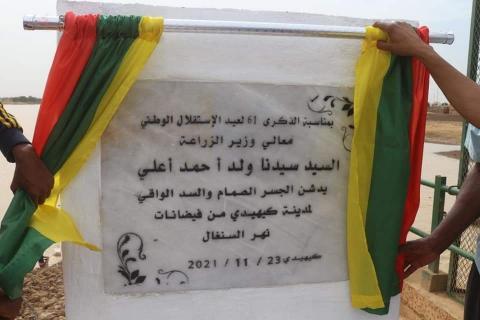 بمناسبة الذكرى 61 لعيد الإستقلال الوطني
معالي وزير الزراعة
السيد سيدنا ولد أحمد أعلي
يدشن الجسر الصمام والسد الواقي
لمدينة كيهيدي من فيضانات
نهر السنغال
كيهيدي 23 / 11 / 2021